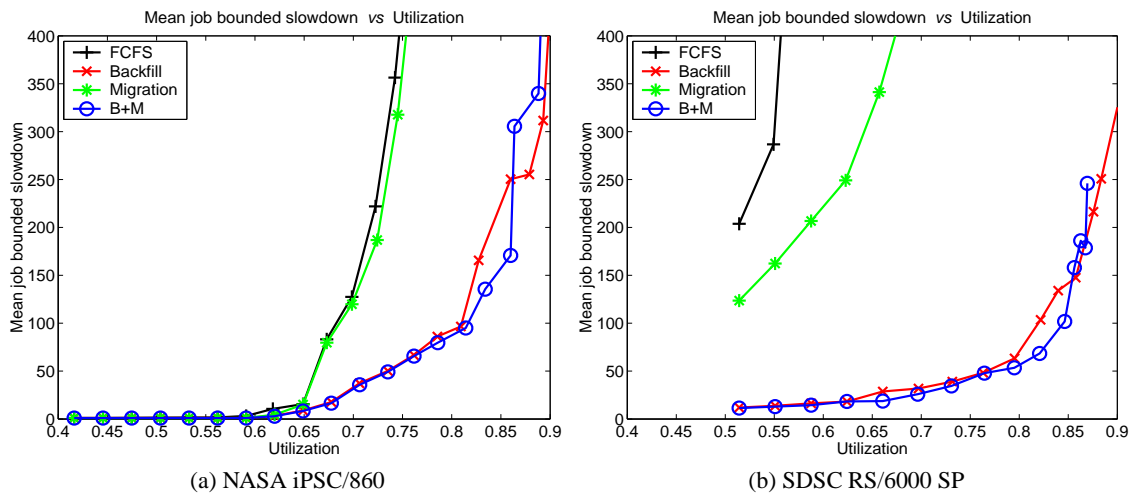 Mean job bounded slowdown vs Utilization
400
350
300
250
200
150
100
50
0
Mean job bounded slowdown
FCFS
Backfill
Migration
B+M
0.4 0.45 0.5 0.55 0.6 0.65 0.7 0.75 0.8 0.85 0.9
Utilization
(a) NASA iPSC/860
Mean job bounded slowdown vs Utilization
400
350
300
250
200
150
100
50
0
Mean job bounded slowdown
FCFS
Backfill
Migration
B+M
0.4 0.45 0.5 0.55 0.6 0.65 0.7 0.75 0.8 0.85 0.9
Utilization
(b) SDSC RS/6000 SP